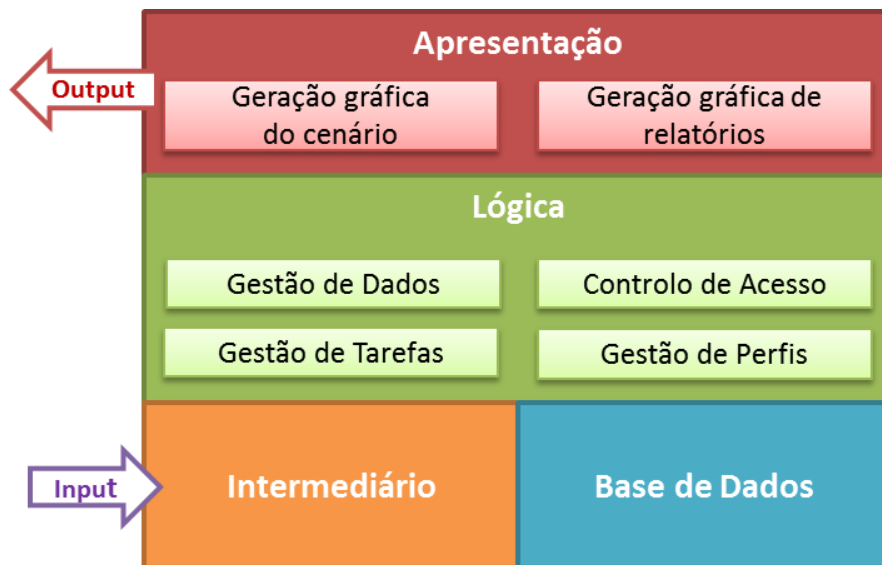 Apresentação
Output
Geração gráfica
do cenário
Geração gráfica de
relatórios
Lógica
Gestão de Dados
Controlo de Acesso
Gestão de Tarefas
Gestão de Perfis
Input
Intermediário
Base de Dados